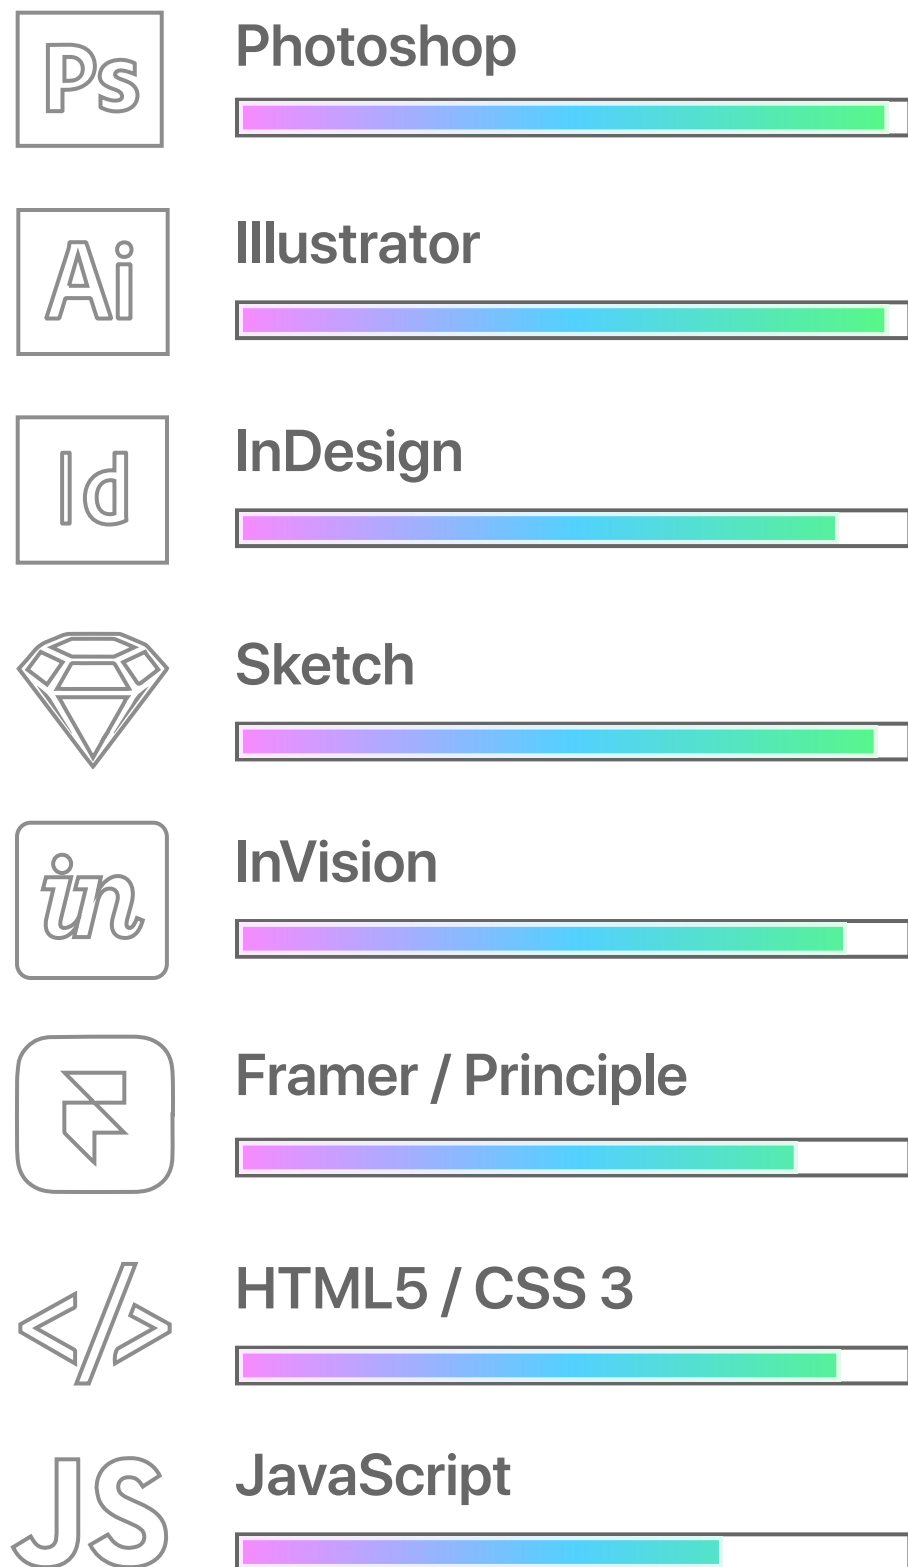 Ps
Photoshop
Ai
Illustrator
Id
InDesign
Sketch
in
InVision
Framer / Principle
</>
HTML5 / CSS 3
JS
JavaScript